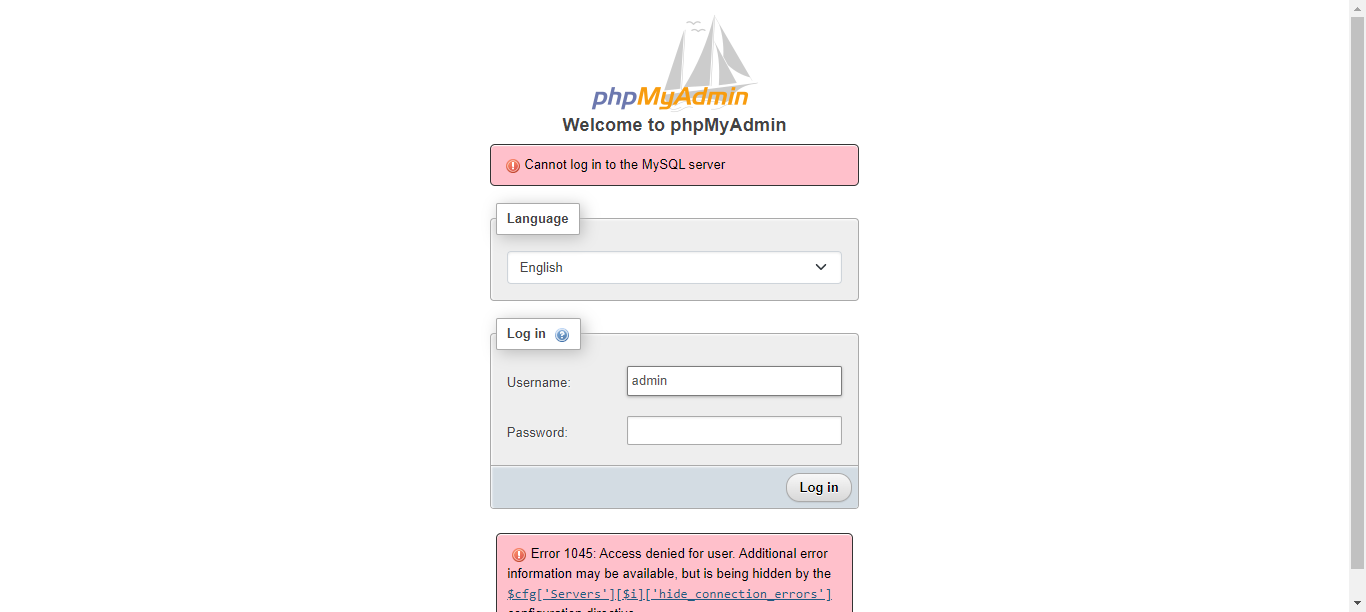 phpMyAdmin
Welcome to phpMyAdmin
Cannot log in to the MySQL server
Language
English
Log in
Username:
admin
Password:
Log in
Error 1045: Access denied for user. Additional error
information may be available, but is being hidden by the
$cfg['Servers'][$i]['hide_connection_errors']
configuration directive.